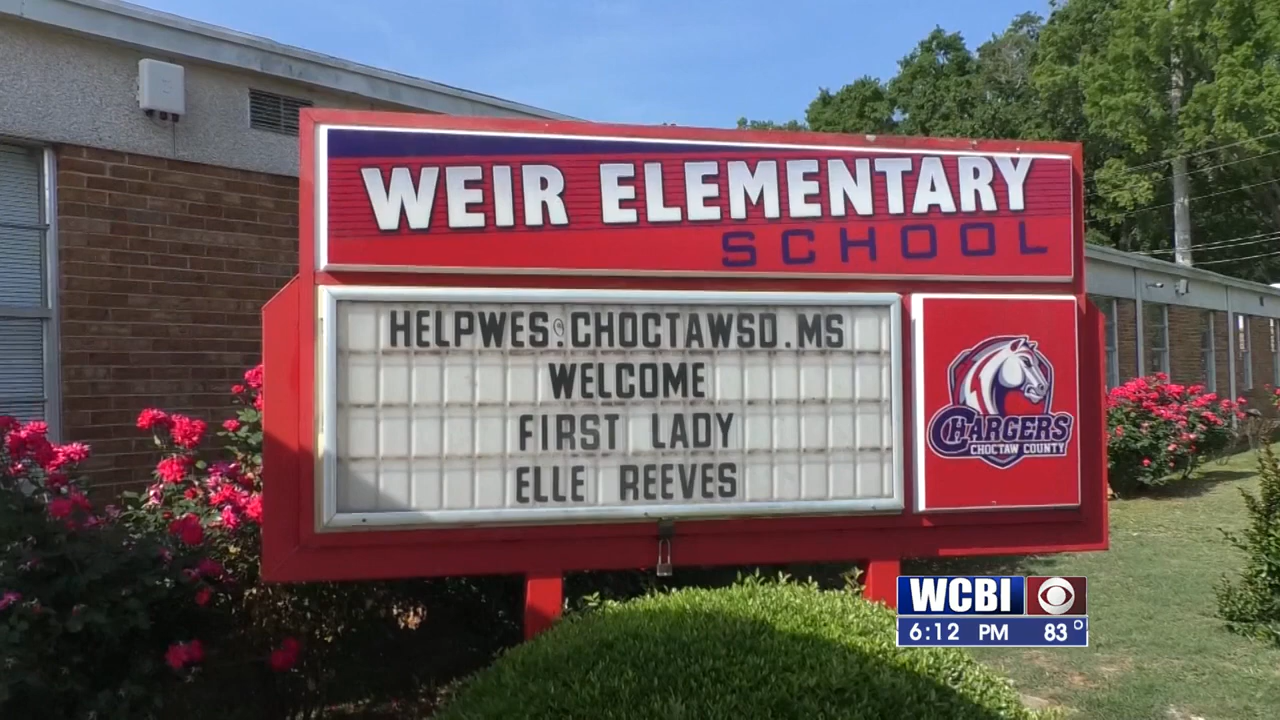 WEIR ELEMENTARY
SCHOOL
HELPWES:CHOCTAWSD.MS
WELCOME
FIRST LADY
ELLE REEVES
CHARGERS
CHOCTAW COUNTY
WCBI
6:12 PM 83°